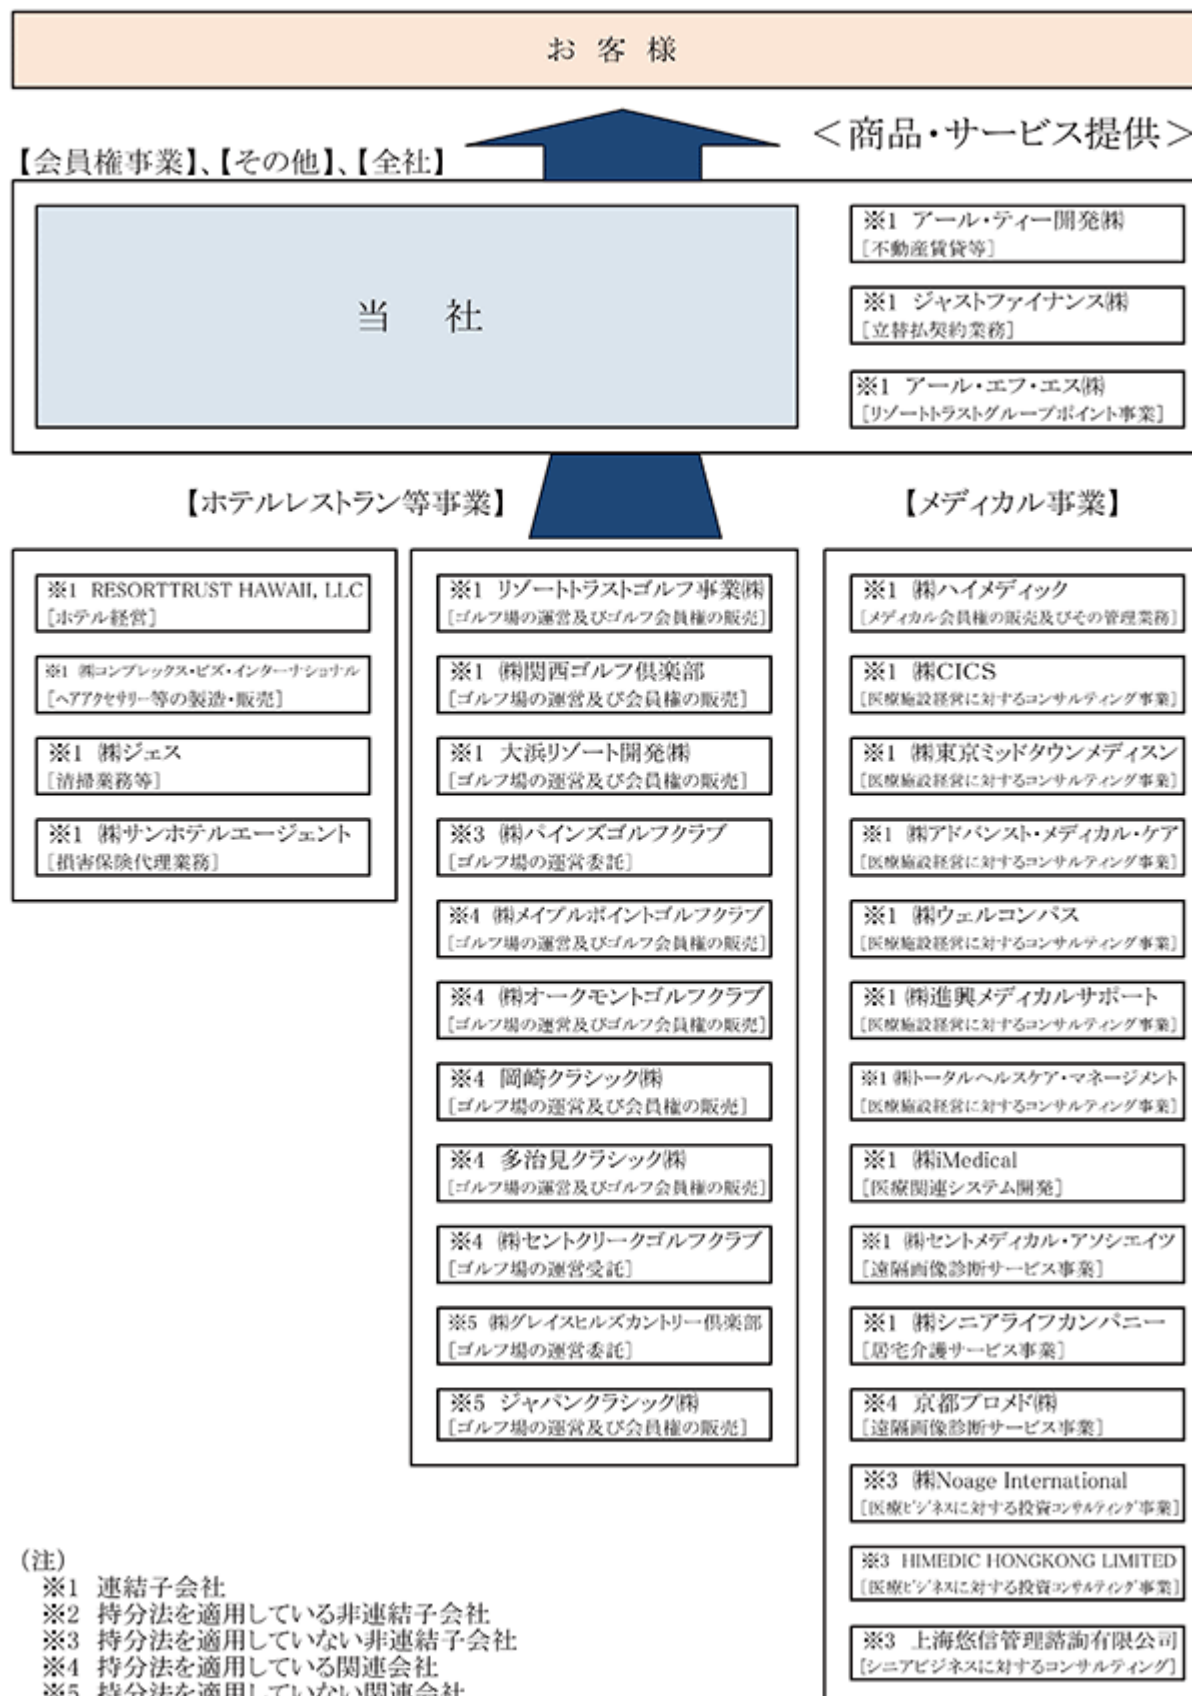 お 客 様
＜商品・サービス提供＞
【会員権事業】、【その他】、【全社】
当 社
※1 アール・ティー開発㈱
[不動産賃貸等]
※1 ジャストファイナンス㈱
[立替払契約業務]
※1 アール・エフ・エス㈱
[リゾートトラストグループポイント事業]
【ホテルレストラン等事業】
【メディカル事業】
※1 RESORTTRUST HAWAII, LLC
[ホテル経営]
※1 ㈱コンプレックス・ビズ・インターナショナル
[ヘアアクセサリー等の製造・販売]
※1 ㈱ジェス
[清掃業務等]
※1 ㈱サンホテルエージェント
[損害保険代理業務]
※1 リゾートトラストゴルフ事業㈱
[ゴルフ場の運営及びゴルフ会員権の販売]
※1 ㈱関西ゴルフ倶楽部
[ゴルフ場の運営及び会員権の販売]
※1 大浜リゾート開発㈱
[ゴルフ場の運営及び会員権の販売]
※3 ㈱パインズゴルフクラブ
[ゴルフ場の運営委託]
※4 ㈱メイプルポイントゴルフクラブ
[ゴルフ場の運営及びゴルフ会員権の販売]
※4 ㈱オークモントゴルフクラブ
[ゴルフ場の運営及びゴルフ会員権の販売]
※4 岡崎クラシック㈱
[ゴルフ場の運営及び会員権の販売]
※4 多治見クラシック㈱
[ゴルフ場の運営及びゴルフ会員権の販売]
※4 ㈱セントクリークゴルフクラブ
[ゴルフ場の運営受託]
※5 ㈱グレイスヒルズカントリー倶楽部
[ゴルフ場の運営委託]
※5 ジャパンクラシック㈱
[ゴルフ場の運営及び会員権の販売]
※1 ㈱ハイメディック
[メディカル会員権の販売及びその管理業務]
※1 ㈱CICS
[医療施設経営に対するコンサルティング事業]
※1 ㈱東京ミッドタウンメディスン
[医療施設経営に対するコンサルティング事業]
※1 ㈱アドバンスト・メディカル・ケア
[医療施設経営に対するコンサルティング事業]
※1 ㈱ウェルコンパス
[医療施設経営に対するコンサルティング事業]
※1 ㈱進興メディカルサポート
[医療施設経営に対するコンサルティング事業]
※1 ㈱トータルヘルスケア・マネージメント
[医療施設経営に対するコンサルティング事業]
※1 ㈱iMedical
[医療関連システム開発]
※1 ㈱セントメディカル・アソシエイツ
[遠隔画像診断サービス事業]
※1 ㈱シニアライフカンパニー
[居宅介護サービス事業]
※4 京都プロメド㈱
[遠隔画像診断サービス事業]
※3 ㈱Noage International
[医療ビジネスに対する投資コンサルティング事業]
※3 HIMEDIC HONGKONG LIMITED
[医療ビジネスに対する投資コンサルティング事業]
※3 上海悠信管理諮詢有限公司
[シニアビジネスに対するコンサルティング]
(注)
※1 連結子会社
※2 持分法を適用している非連結子会社
※3 持分法を適用していない非連結子会社
※4 持分法を適用している関連会社
※5 持分法を適用していない関連会社